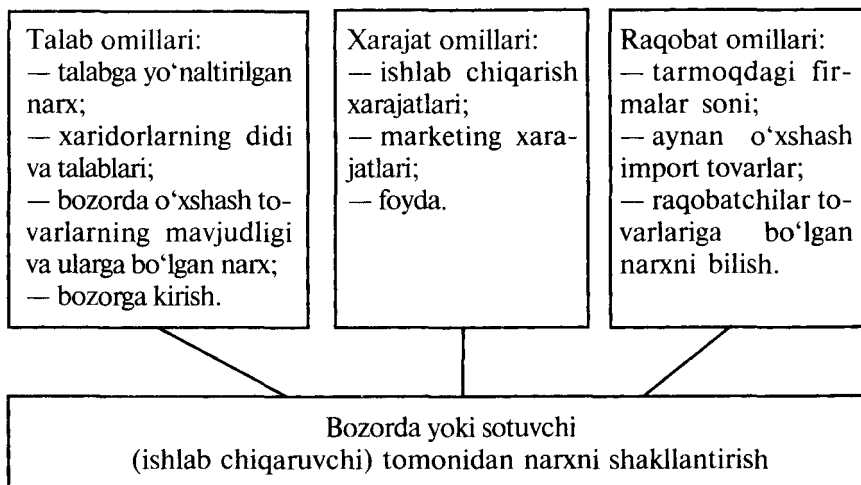 Talab omillari:
— talabga yo‘naltirilgan
narx;
— xaridorlarning didi
va talablari;
— bozorda o‘xshash to-
varlarning mavjudligi
va ularga bo‘lgan narx;
— bozorga kirish.
Xarajat omillari:
— ishlab chiqarish
xarajatlari;
— marketing xara-
jatlari;
— foyda.
Raqobat omillari:
— tarmoqdagi fir-
malar soni;
— aynan o‘xshash
import tovarlar;
— raqobatchilar to-
varlariga bo‘lgan
narxni bilish.
Bozorda yoki sotuvchi
(ishlab chiqaruvchi) tomonidan narxni shakllantirish